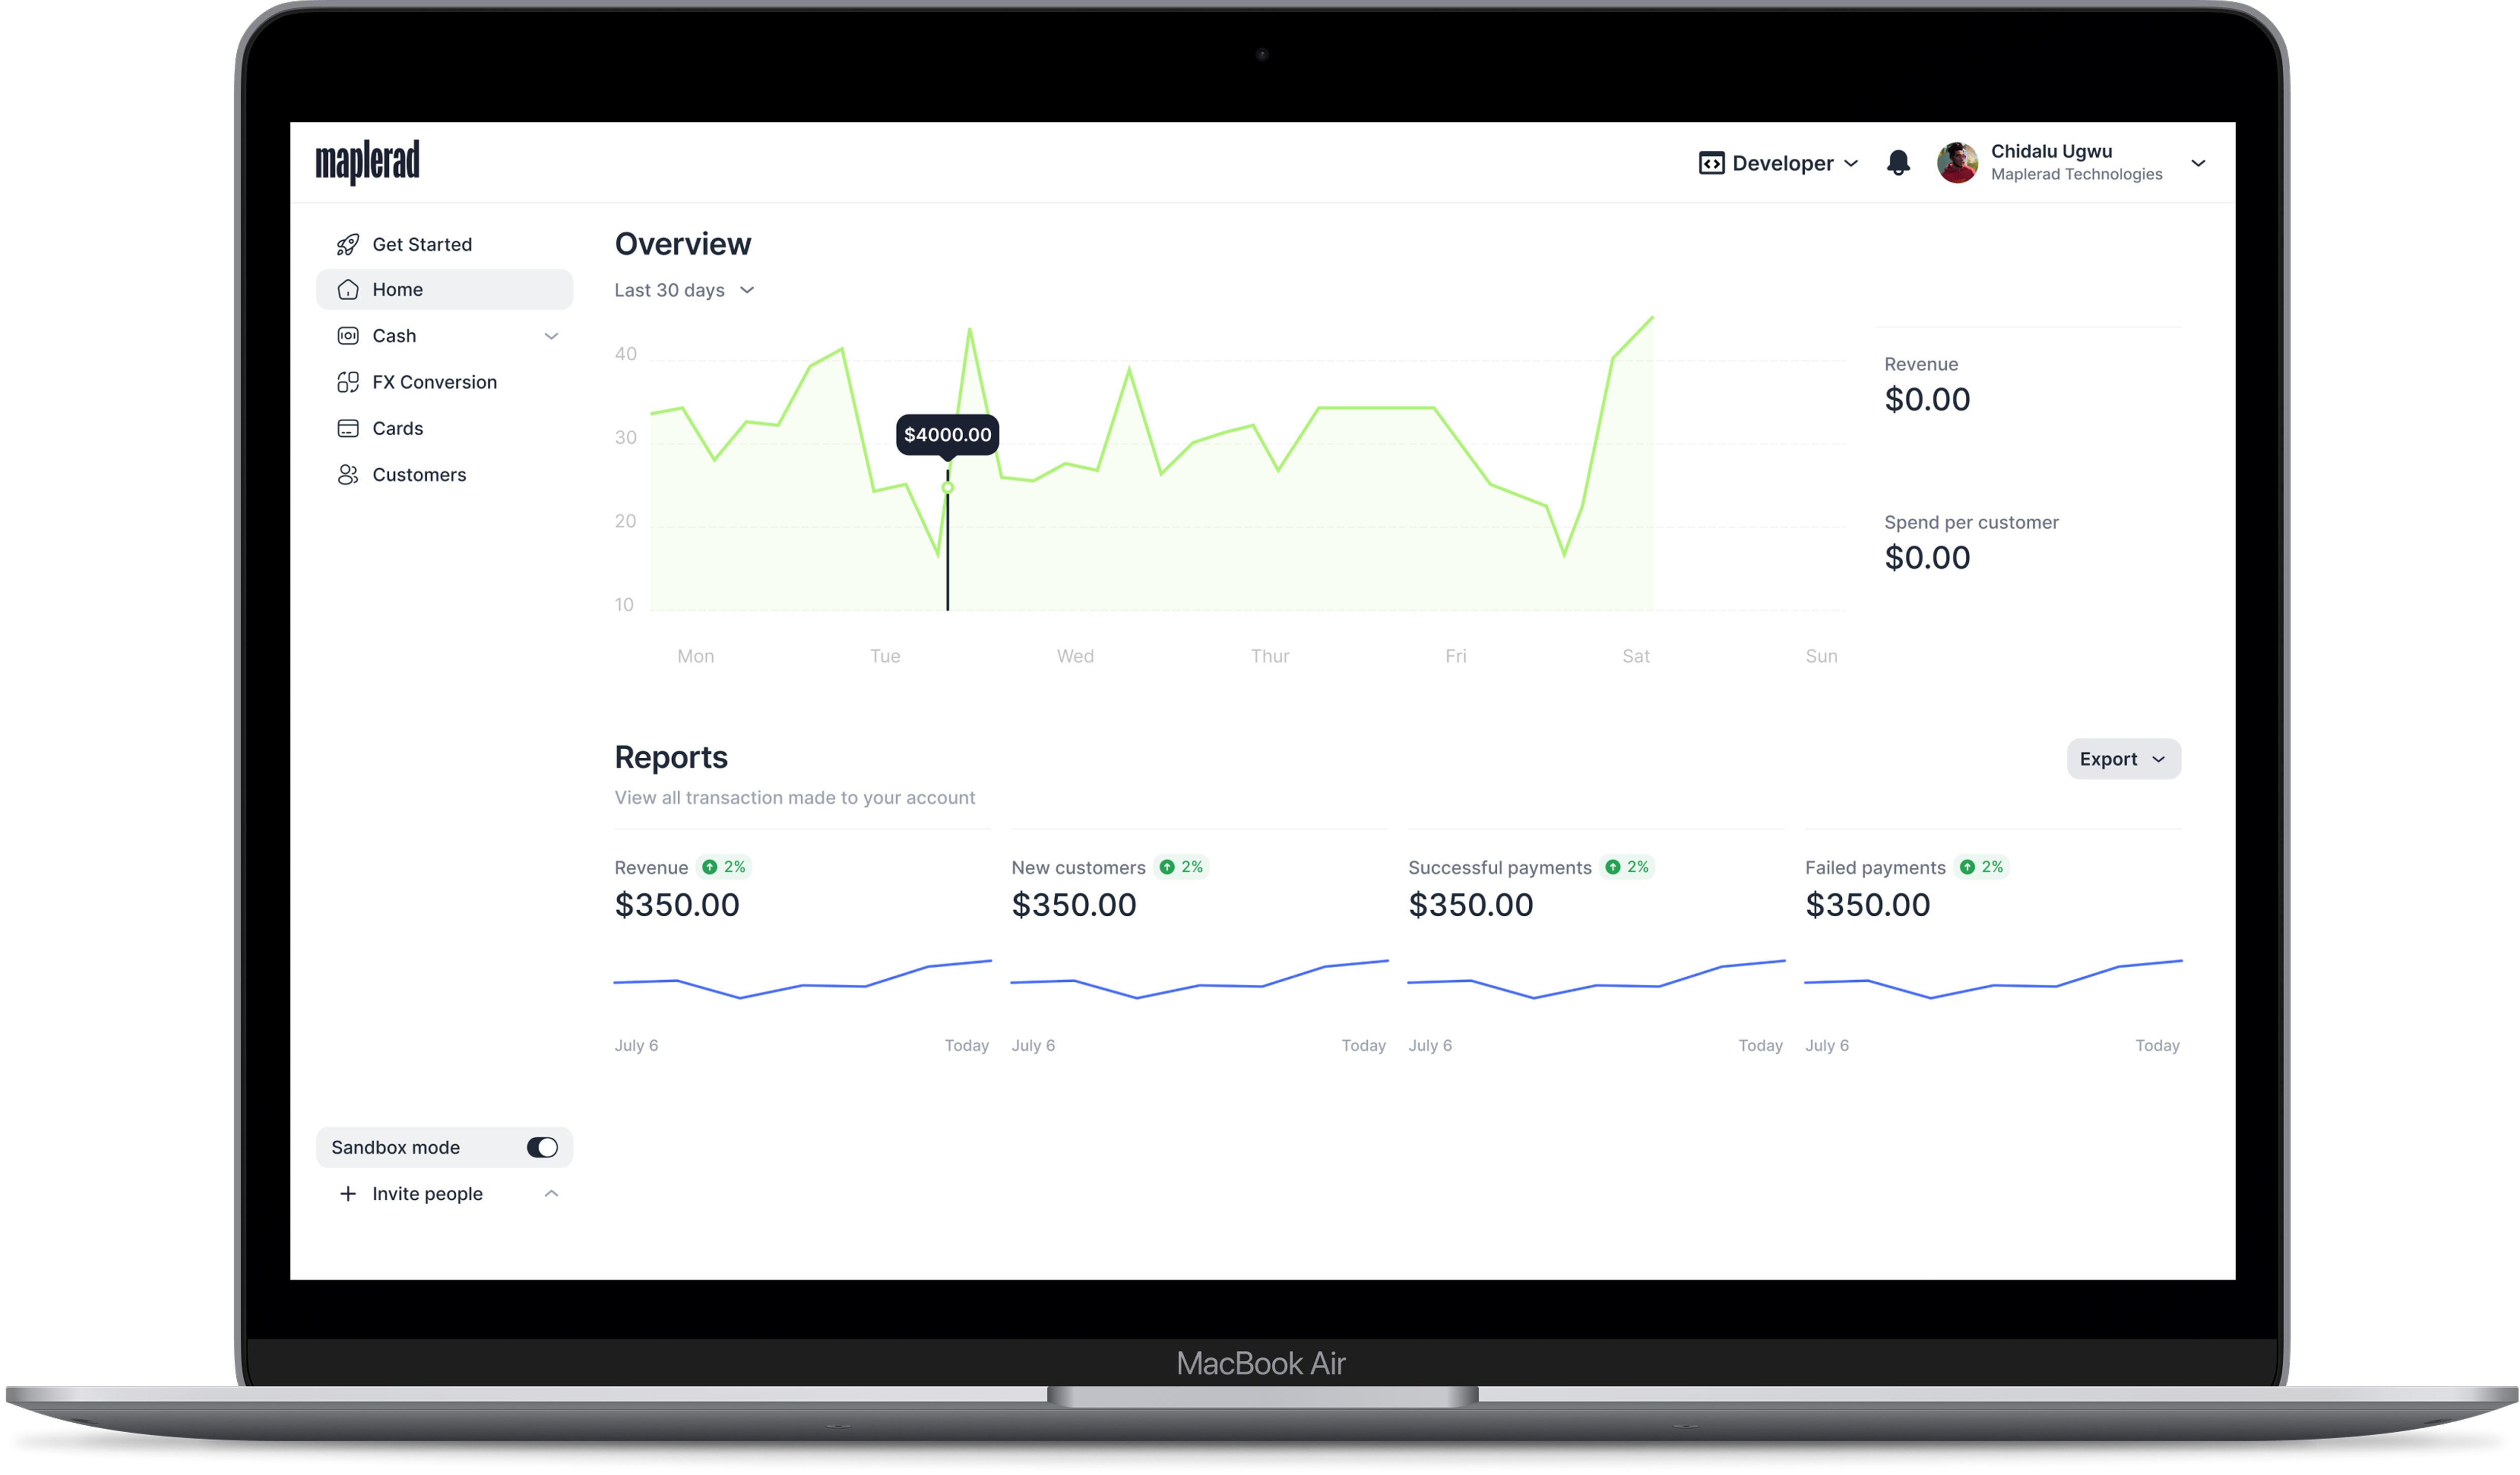 maplerad
Developer
Chidalu Ugwu
Maplerad Technologies
Get Started
Home
Cash
FX Conversion
Cards
Customers
Sandbox mode
Invite people
Overview
Last 30 days
40
30
20
10
$4000.00
Mon Tue Wed Thur Fri Sat Sun
Revenue
$0.00
Spend per customer
$0.00
Reports
View all transaction made to your account
Export
Revenue 2%
$350.00
July 6 Today
New customers 2%
$350.00
July 6 Today
Successful payments 2%
$350.00
July 6 Today
Failed payments 2%
$350.00
July 6 Today
MacBook Air